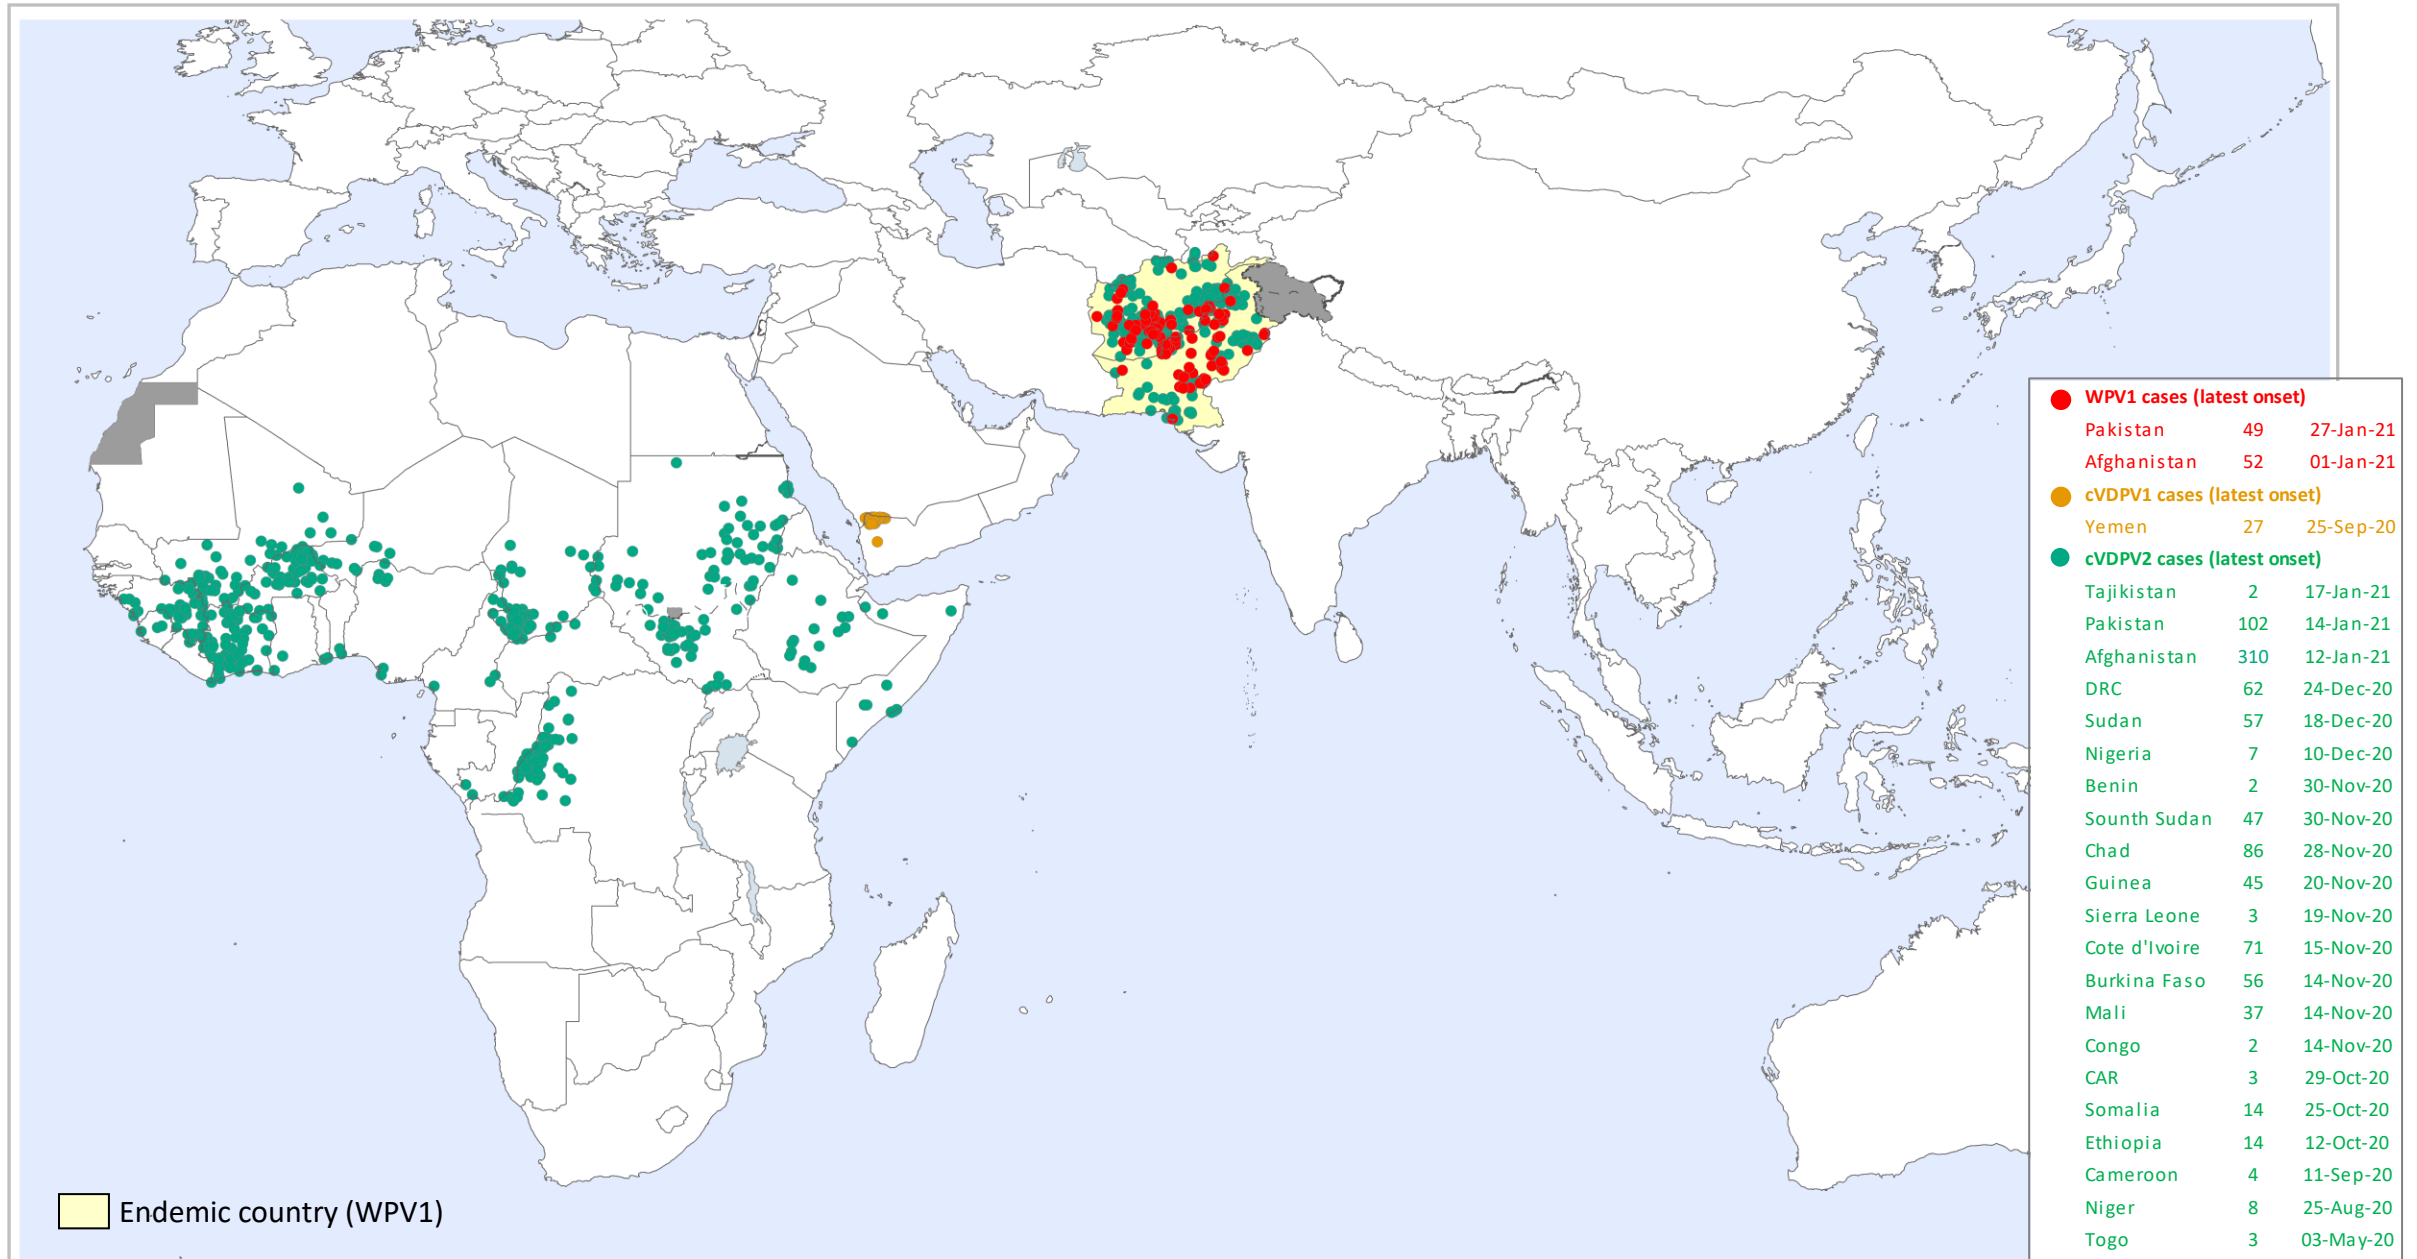 WPV1 cases (latest onset)
Pakistan 49 27-Jan-21
Afghanistan 52 01-Jan-21
cVDPV1 cases (latest onset)
Yemen 27 25-Sep-20
cVDPV2 cases (latest onset)
Tajikistan 2 17-Jan-21
Pakistan 102 14-Jan-21
Afghanistan 310 12-Jan-21
DRC 62 24-Dec-20
Sudan 57 18-Dec-20
Nigeria 7 10-Dec-20
Benin 2 30-Nov-20
Sounth Sudan 47 30-Nov-20
Chad 86 28-Nov-20
Guinea 45 20-Nov-20
Sierra Leone 3 19-Nov-20
Cote d'Ivoire 71 15-Nov-20
Burkina Faso 56 14-Nov-20
Mali 37 14-Nov-20
Congo 2 14-Nov-20
CAR 3 29-Oct-20
Somalia 14 25-Oct-20
Ethiopia 14 12-Oct-20
Cameroon 4 11-Sep-20
Niger 8 25-Aug-20
Togo 3 03-May-20
Endemic country (WPV1)